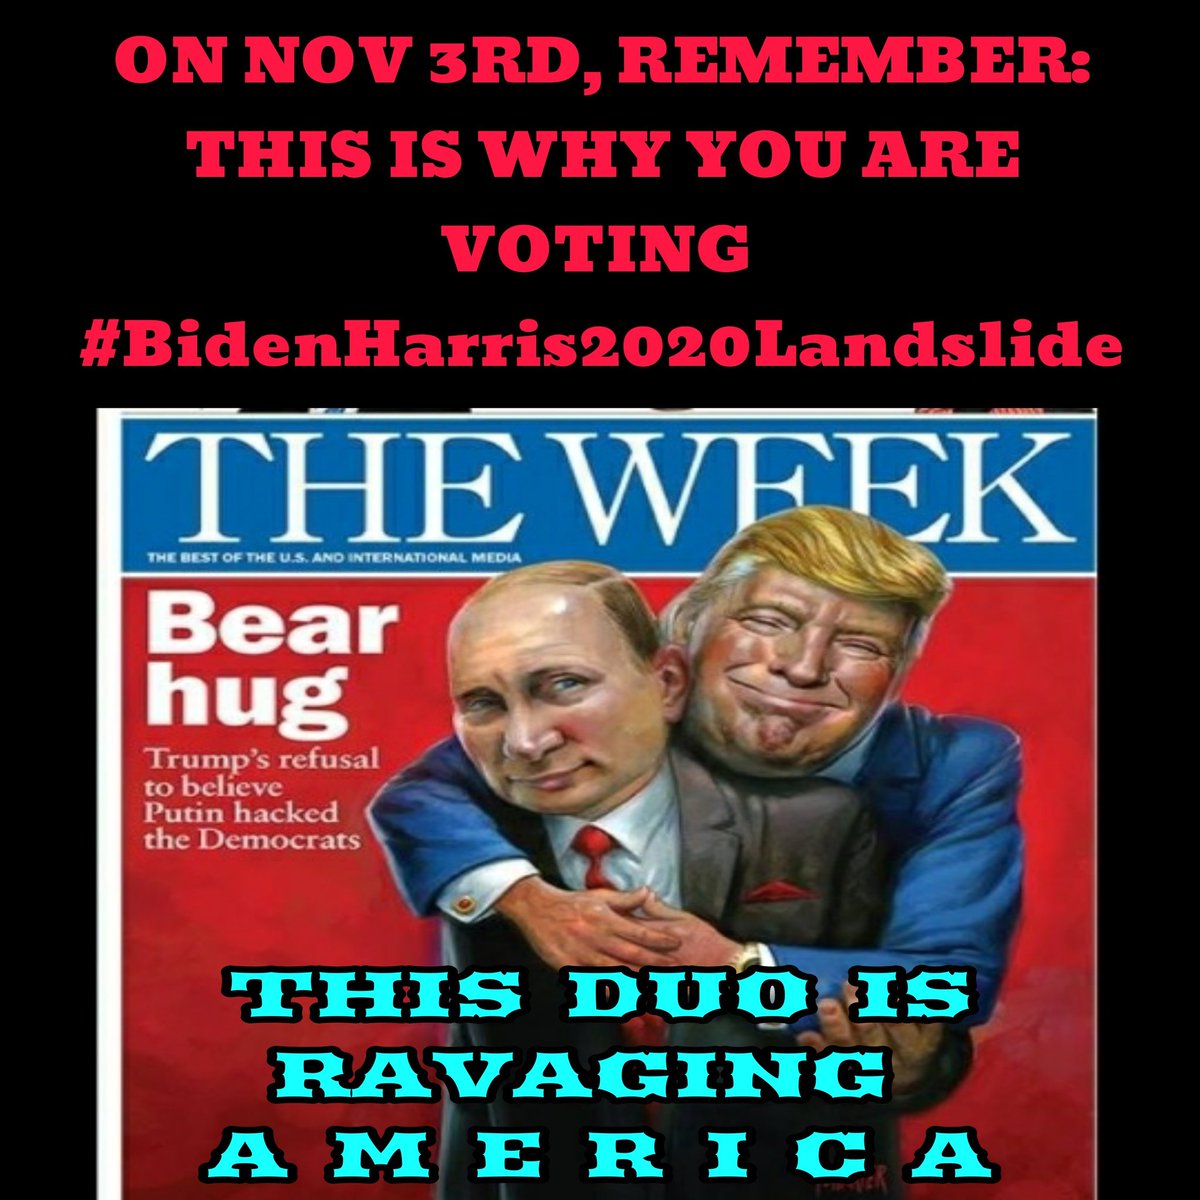 ON NOV 3RD, REMEMBER:
THIS IS WHY YOU ARE
VOTING
#BidenHarris2020Landslide
THE WEEK
THE BEST OF THE U.S. AND INTERNATIONAL MEDIA
Bear
hug
Trump's refusal
to believe
Putin hacked
the Democrats
THIS DUO IS
RAVAGING
AMERICA